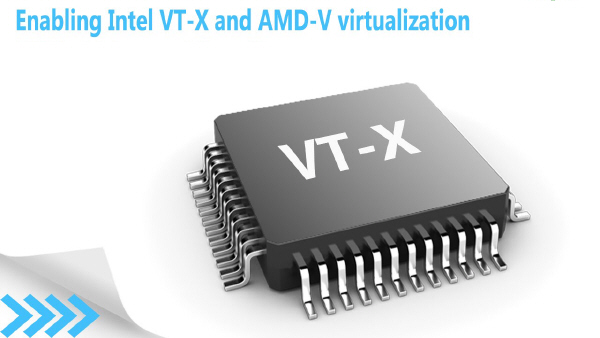 Enabling Intel VT-X and AMD-V virtualization
VT-X